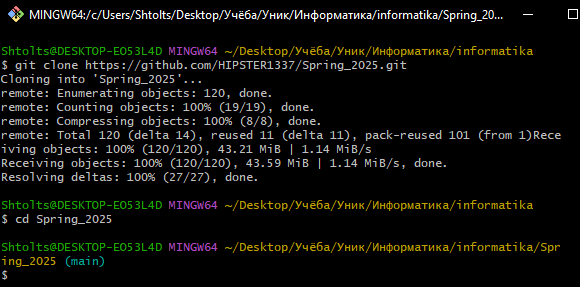 MINGW64:/c/Users/Shtolts/Desktop/Учёба/Уник/Информатика/informatika/Spring_20...
Shtolts@DESKTOP-EO53L4D MINGW64 ~/Desktop/Учёба/Уник/Информатика/informatika
$ git clone https://github.com/HIPSTER1337/Spring_2025.git
Cloning into 'Spring_2025'...
remote: Enumerating objects: 120, done.
remote: Counting objects: 100% (19/19), done.
remote: Compressing objects: 100% (8/8), done.
remote: Total 120 (delta 14), reused 11 (delta 11), pack-reused 101 (from 1)Rece
iving objects: 100% (120/120), 43.21 MiB | 1.14 MiB/s
Receiving objects: 100% (120/120), 43.59 MiB | 1.14 MiB/s, done.
Resolving deltas: 100% (27/27), done.
Shtolts@DESKTOP-EO53L4D MINGW64 ~/Desktop/Учёба/Уник/Информатика/informatika
$ cd Spring_2025
Shtolts@DESKTOP-EO53L4D MINGW64 ~/Desktop/Учёба/Уник/Информатика/informatika/Spr
ing_2025 (main)
$